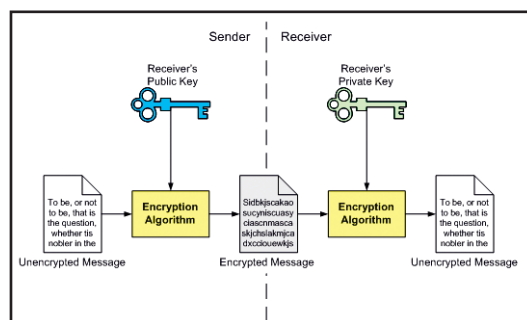 Sender
Receiver
Receiver's
Public Key
Receiver's
Private Key
To be, or not
to be, that is
the question,
whether tis
nobler in the
Unencrypted Message
Encryption
Algorithm
Sidbkjscakao
sucyniscuasy
ciascnmasca
skjchslakmjca
dxcciouewkjs
Encrypted Message
Encryption
Algorithm
To be, or not
to be, that is
the question,
whether tis
nobler in the
Unencrypted Message